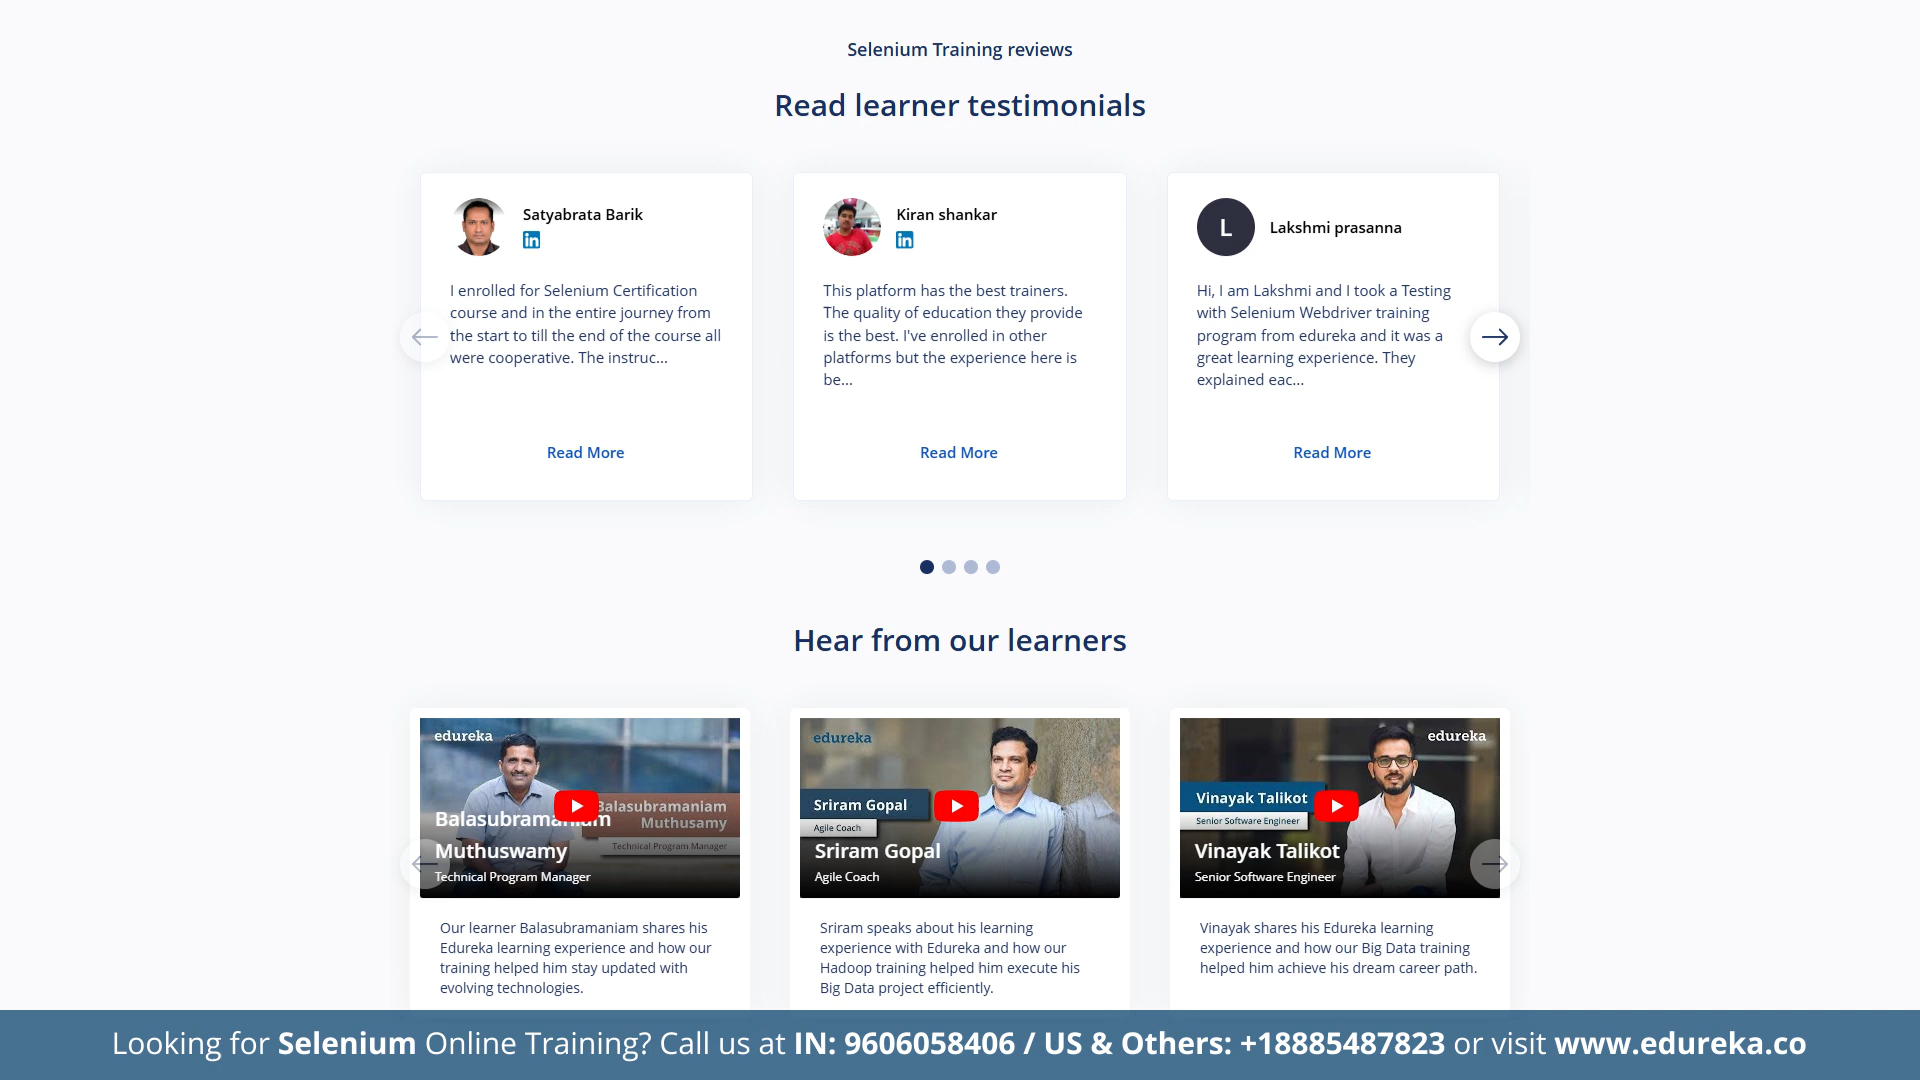 Selenium Training reviews
Read learner testimonials
Satyabrata Barik
in
I enrolled for Selenium Certification
course and in the entire journey from
the start to till the end of the course all
were cooperative. The instruc...
Read More
Kiran shankar
in
This platform has the best trainers.
The quality of education they provide
is the best. I've enrolled in other
platforms but the experience here is
be...
Read More
L
Lakshmi prasanna
Hi, I am Lakshmi and I took a Testing
with Selenium Webdriver training
program from edureka and it was a
great learning experience. They
explained eac...
Read More
Hear from our learners
edureka
Balasubramaniam
Muthusamy
Technical Program Manager
Balasubramaniam
Muthuswamy
Technical Program Manager
Our learner Balasubramaniam shares his
Edureka learning experience and how our
training helped him stay updated with
evolving technologies.
edureka
Sriram Gopal
Agile Coach
Sriram Gopal
Agile Coach
Sriram speaks about his learning
experience with Edureka and how our
Hadoop training helped him execute his
Big Data project efficiently.
edureka
Vinayak Talikot
Senior Software Engineer
Vinayak Talikot
Senior Software Engineer
Vinayak shares his Edureka learning
experience and how our Big Data training
helped him achieve his dream career path.
Looking for Selenium Online Training? Call us at IN: 9606058406 / US & Others: +18885487823 or visit www.edureka.co